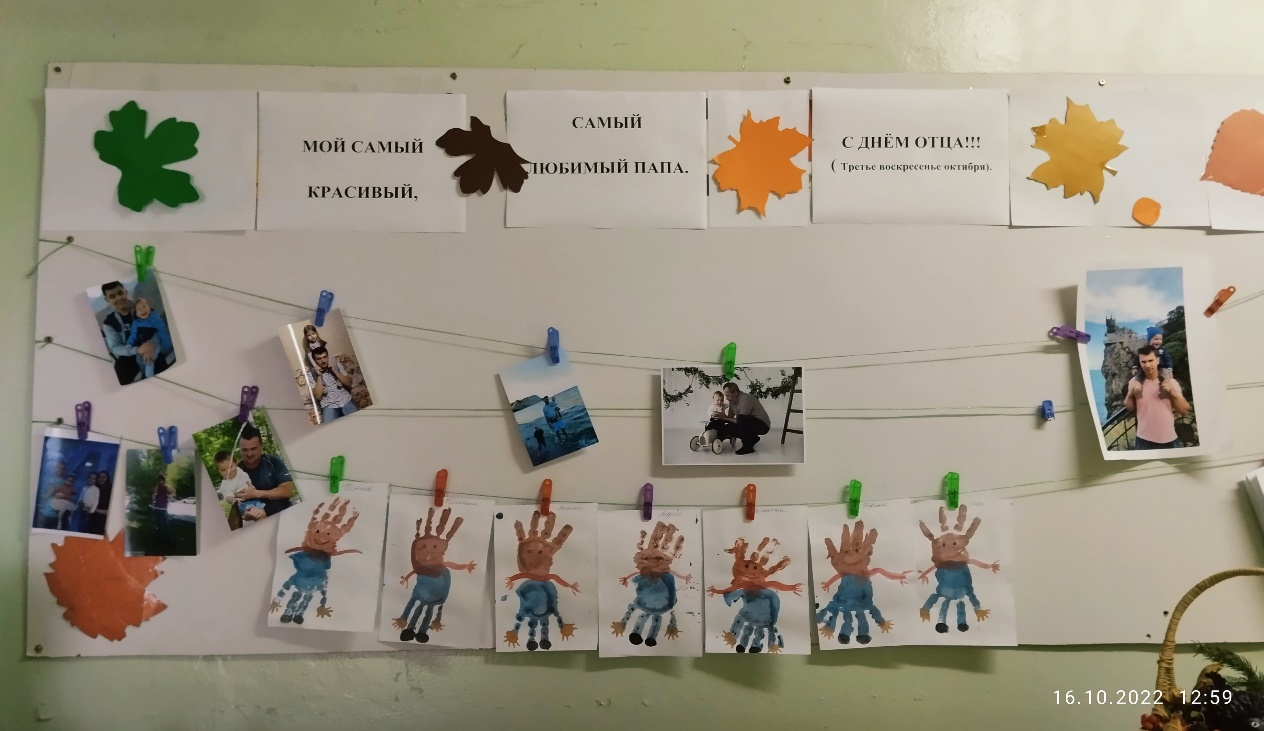 МОЙ САМЫЙ
КРАСИВЫЙ,
САМЫЙ
ЛЮБИМЫЙ ПАПА.
С ДНЁМ ОТЦА!!!
( Третье воскресенье октября).
16.10.2022 12:59